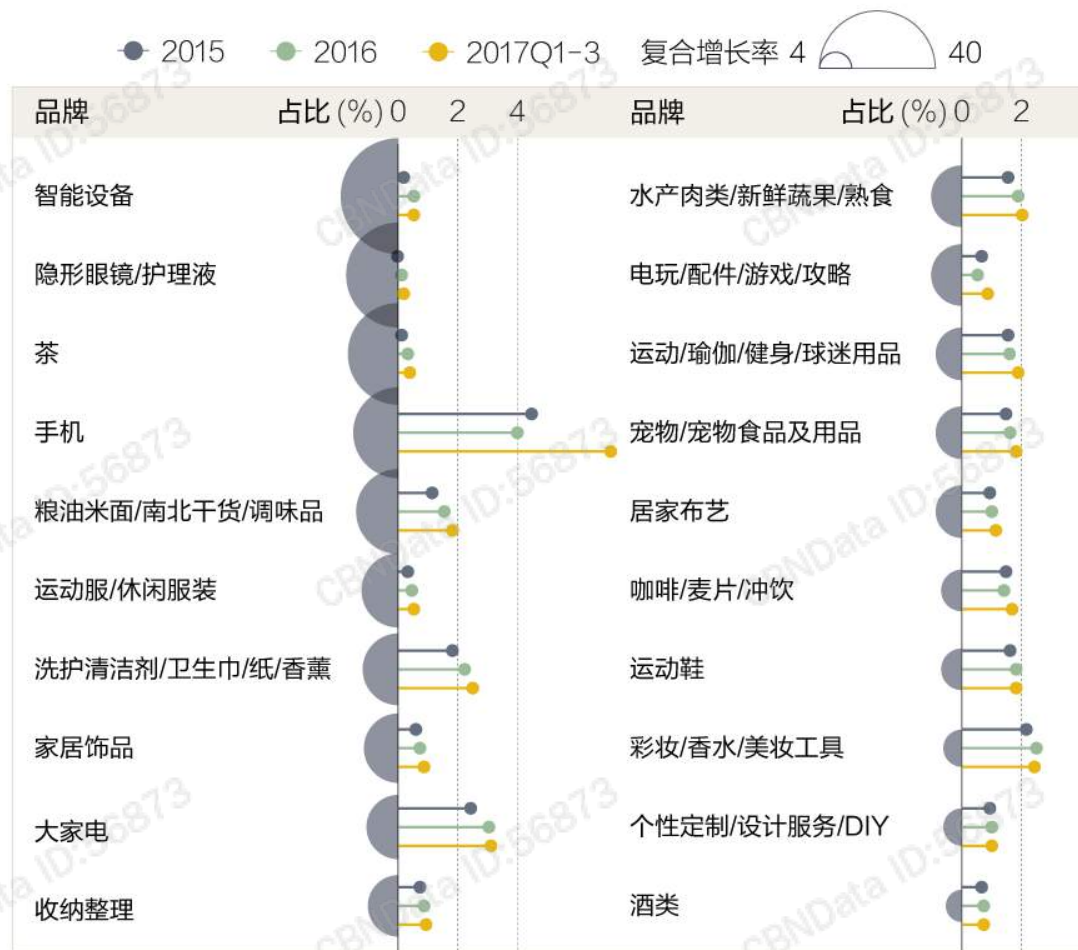 2015 2016 2017Q1-3 复合增长率 4 40
品牌 占比(%) 0 2 4 品牌 占比(%) 0 2
智能设备
隐形眼镜/护理液
茶
手机
粮油米面/南北干货/调味品
运动服/休闲服装
洗护清洁剂/卫生巾/纸/香薰
家居饰品
大家电
收纳整理
水产肉类/新鲜蔬果/熟食
电玩/配件/游戏/攻略
运动/瑜伽/健身/球迷用品
宠物/宠物食品及用品
居家布艺
咖啡/麦片/冲饮
运动鞋
彩妆/香水/美妆工具
个性定制/设计服务/DIY
酒类
CBNData ID:56873